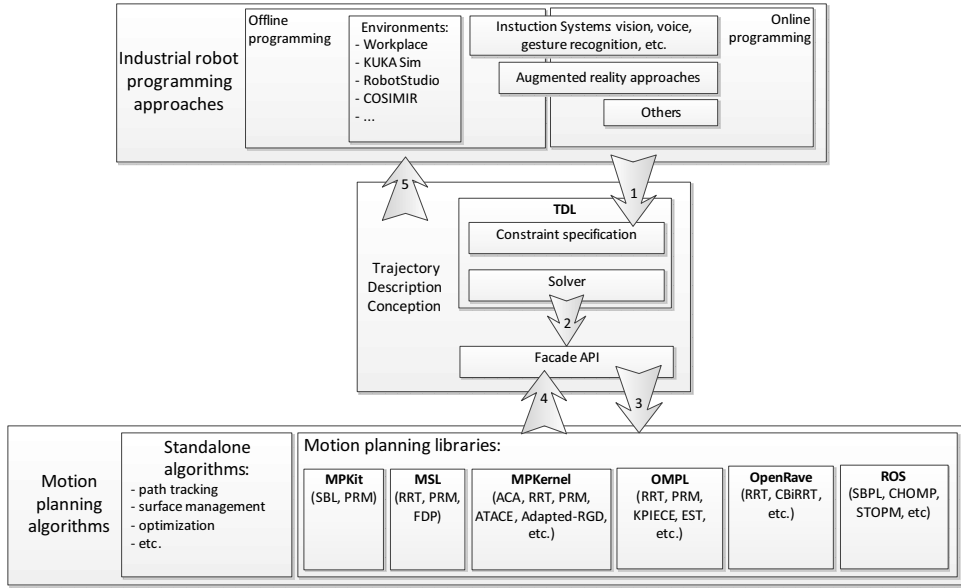 Industrial robot
programming
approaches
Offline
programming
Environments:
- Workplace
- KUKA Sim
- RobotStudio
- COSIMIR
- ...
Instuction Systems: vision, voice,
gesture recognition, etc.
Augmented reality approaches
Others
Online
programming
5
1
Trajectory
Description
Conception
TDL
Constraint specification
Solver
2
Facade API
4
3
Motion
planning
algorithms
Standalone
algorithms:
- path tracking
- surface management
- optimization
- etc.
Motion planning libraries:
MPKit
(SBL, PRM)
MSL
(RRT, PRM,
FDP)
MPKernel
(ACA, RRT, PRM,
ATACE, Adapted-RGD,
etc.)
OMPL
(RRT, PRM,
KPIECE, EST,
etc.)
OpenRave
(RRT, CBiRRT,
etc.)
ROS
(SBPL, CHOMP,
STOPM, etc)